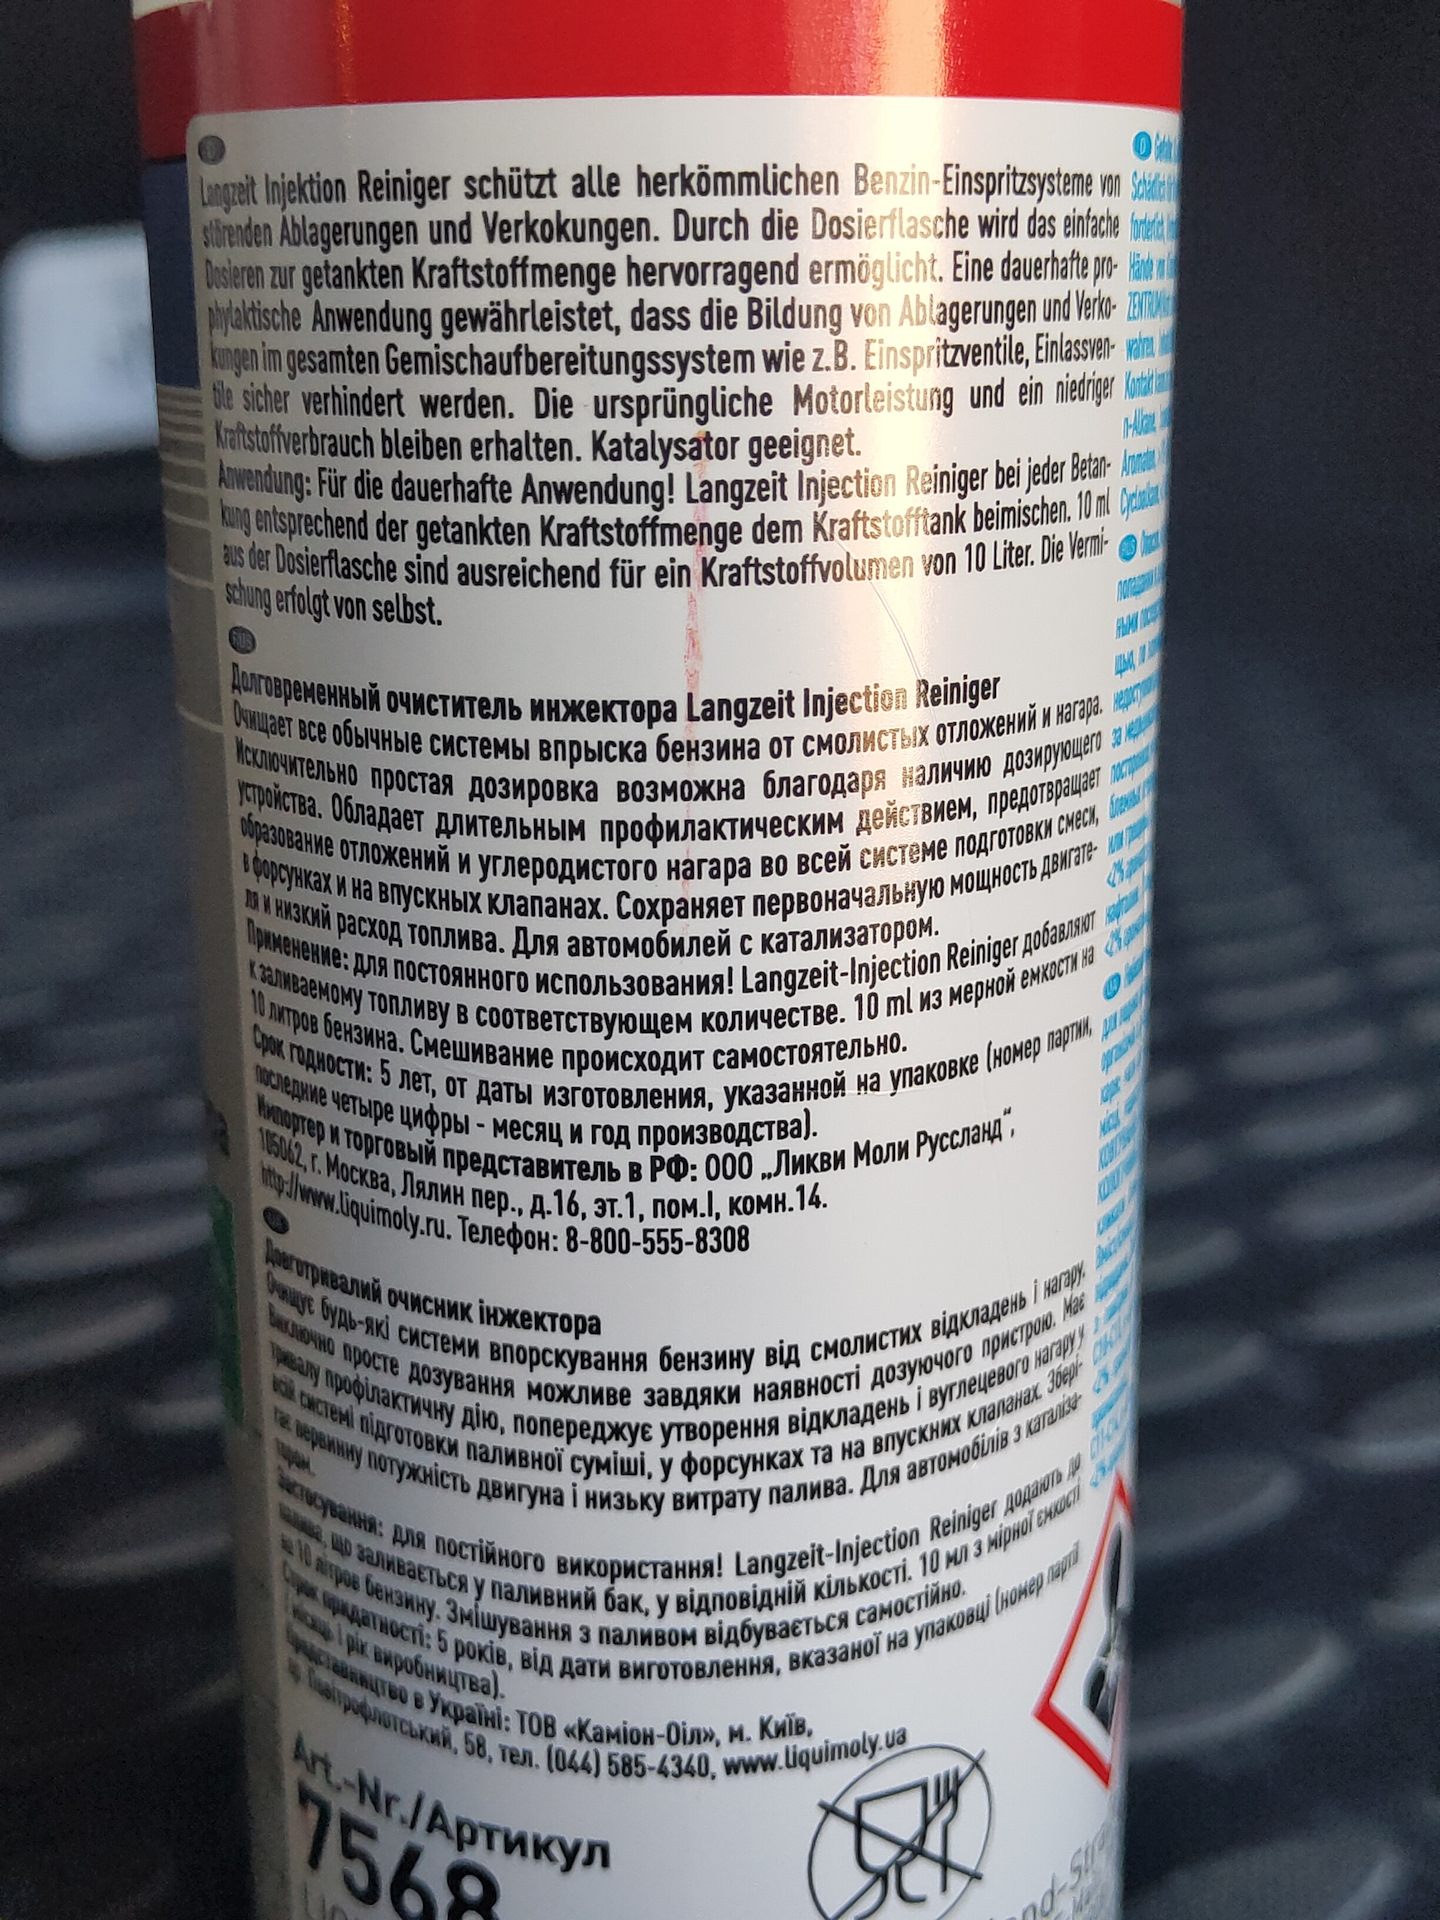 Langzeit Injektion Reiniger schützt alle herkömmlichen Benzin-Einspritzsysteme von
störenden Ablagerungen und Verkokungen. Durch die Dosierflasche wird das einfache
Dosieren zur getankten Kraftstoffmenge hervorragend ermöglicht. Eine dauerhafte pro-
phylaktische Anwendung gewährleistet, dass die Bildung von Ablagerungen und Verko-
kungen im gesamten Gemischaufbereitungssystem wie z.B. Einspritzventile, Einlassven-
tile sicher verhindert werden. Die ursprüngliche Motorleistung und ein niedriger
Kraftstoffverbrauch bleiben erhalten. Katalysator geeignet.
Anwendung: Für die dauerhafte Anwendung! Langzeit Injection Reiniger bei jeder Betan-
kung entsprechend der getankten Kraftstoffmenge dem Kraftstofftank beimischen. 10 ml
aus der Dosierflasche sind ausreichend für ein Kraftstoffvolumen von 10 Liter. Die Vermi-
schung erfolgt von selbst.
RUS
Долговременный очиститель инжектора Langzeit Injection Reiniger
Очищает все обычные системы впрыска бензина от смолистых отложений и нагара.
Исключительно простая дозировка возможна благодаря наличию дозирующего
устройства. Обладает длительным профилактическим действием, предотвращает
образование отложений и углеродистого нагара во всей системе подготовки смеси,
в форсунках и на впускных клапанах. Сохраняет первоначальную мощность двигате-
ля и низкий расход топлива. Для автомобилей с катализатором.
Применение: для постоянного использования! Langzeit-Injection Reiniger добавляют
к заливаемому топливу в соответствующем количестве. 10 ml из мерной емкости на
10 литров бензина. Смешивание происходит самостоятельно.
Срок годности: 5 лет, от даты изготовления, указанной на упаковке (номер партии,
последние четыре цифры - месяц и год производства).
Импортер и торговый представитель в РФ: ООО „Ликви Моли Руссланд“,
105062, г. Москва, Лялин пер., д.16, эт.1, пом.I, комн.14.
http://www.liquimoly.ru. Телефон: 8-800-555-8308
Довготривалий очисник інжектора
Очищує будь-які системи впорскування бензину від смолистих відкладень і нагару.
Виключно просте дозування можливе завдяки наявності дозуючого пристрою. Має
тривалу профілактичну дію, попереджує утворення відкладень і вуглецевого нагару у
всій системі підготовки паливної суміші, у форсунках та на впускних клапанах. Збері-
гає первинну потужність двигуна і низьку витрату палива. Для автомобілів з каталіза-
тором.
Застосування: для постійного використання! Langzeit-Injection Reiniger додають до
палива, що заливається у паливний бак, у відповідній кількості. 10 мл з мірної ємкості
на 10 літров бензину. Змішування з паливом відбувається самостійно.
Строк придатності: 5 років, від дати виготовлення, вказаної на упаковці (номер партії
і місяць і рік виробництва).
Представництво в Україні: ТОВ «Каміон-Оіл», м. Київ,
пр. Повітрофлотський, 58, тел. (044) 585-4340, www.liquimoly.ua
Art.-Nr./Артикул
7568